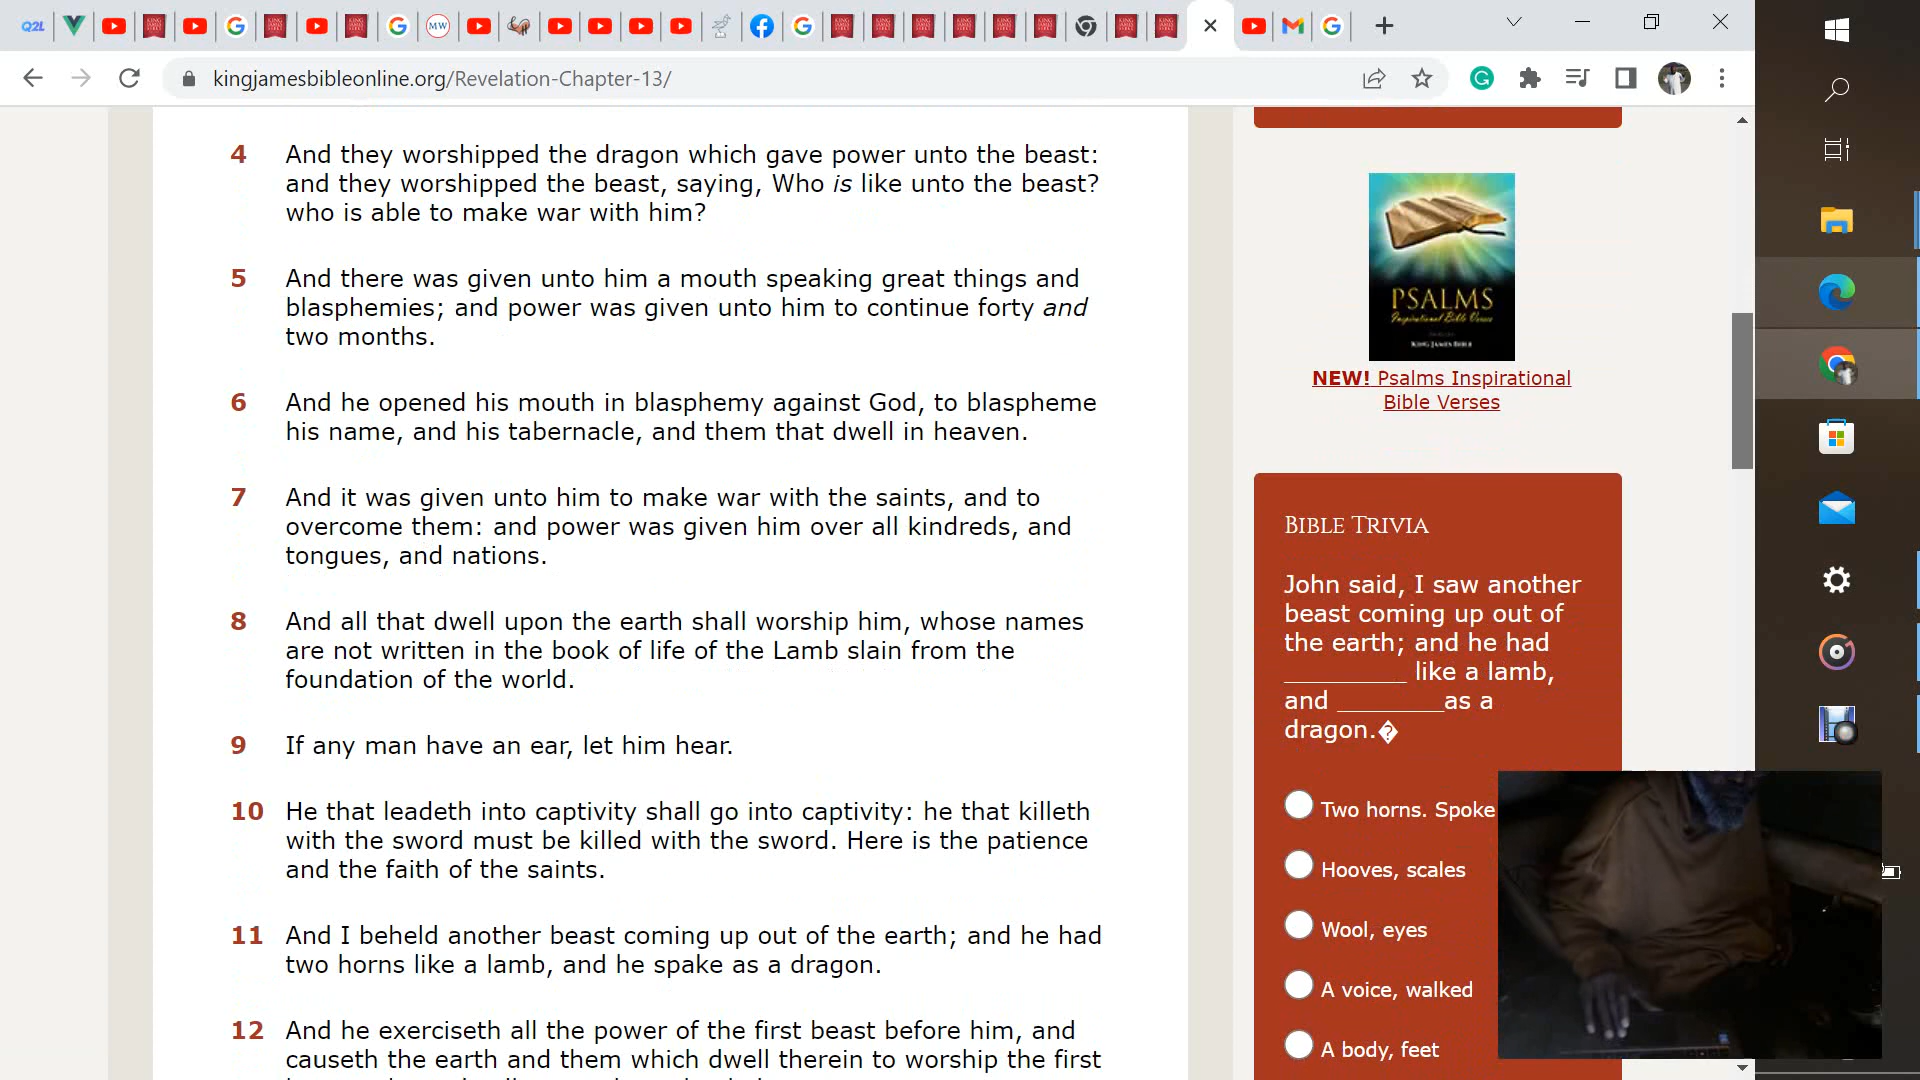 Q2L
MW
kingjamesbibleonline.org/Revelation-Chapter-13/
4 And they worshipped the dragon which gave power unto the beast:
and they worshipped the beast, saying, Who is like unto the beast?
who is able to make war with him?
5 And there was given unto him a mouth speaking great things and
blasphemies; and power was given unto him to continue forty and
two months.
6 And he opened his mouth in blasphemy against God, to blaspheme
his name, and his tabernacle, and them that dwell in heaven.
7 And it was given unto him to make war with the saints, and to
overcome them: and power was given him over all kindreds, and
tongues, and nations.
8 And all that dwell upon the earth shall worship him, whose names
are not written in the book of life of the Lamb slain from the
foundation of the world.
9 If any man have an ear, let him hear.
10 He that leadeth into captivity shall go into captivity: he that killeth
with the sword must be killed with the sword. Here is the patience
and the faith of the saints.
11 And I beheld another beast coming up out of the earth; and he had
two horns like a lamb, and he spake as a dragon.
12 And he exerciseth all the power of the first beast before him, and
causeth the earth and them which dwell therein to worship the first
PSALMS
Inspirational Bible Verses
KING JAMES BIBLE
NEW! Psalms Inspirational
Bible Verses
BIBLE TRIVIA
John said, I saw another
beast coming up out of
the earth; and he had
_________ like a lamb,
and ________as a
dragon.�
Two horns. Spoke
Hooves, scales
Wool, eyes
A voice, walked
A body, feet